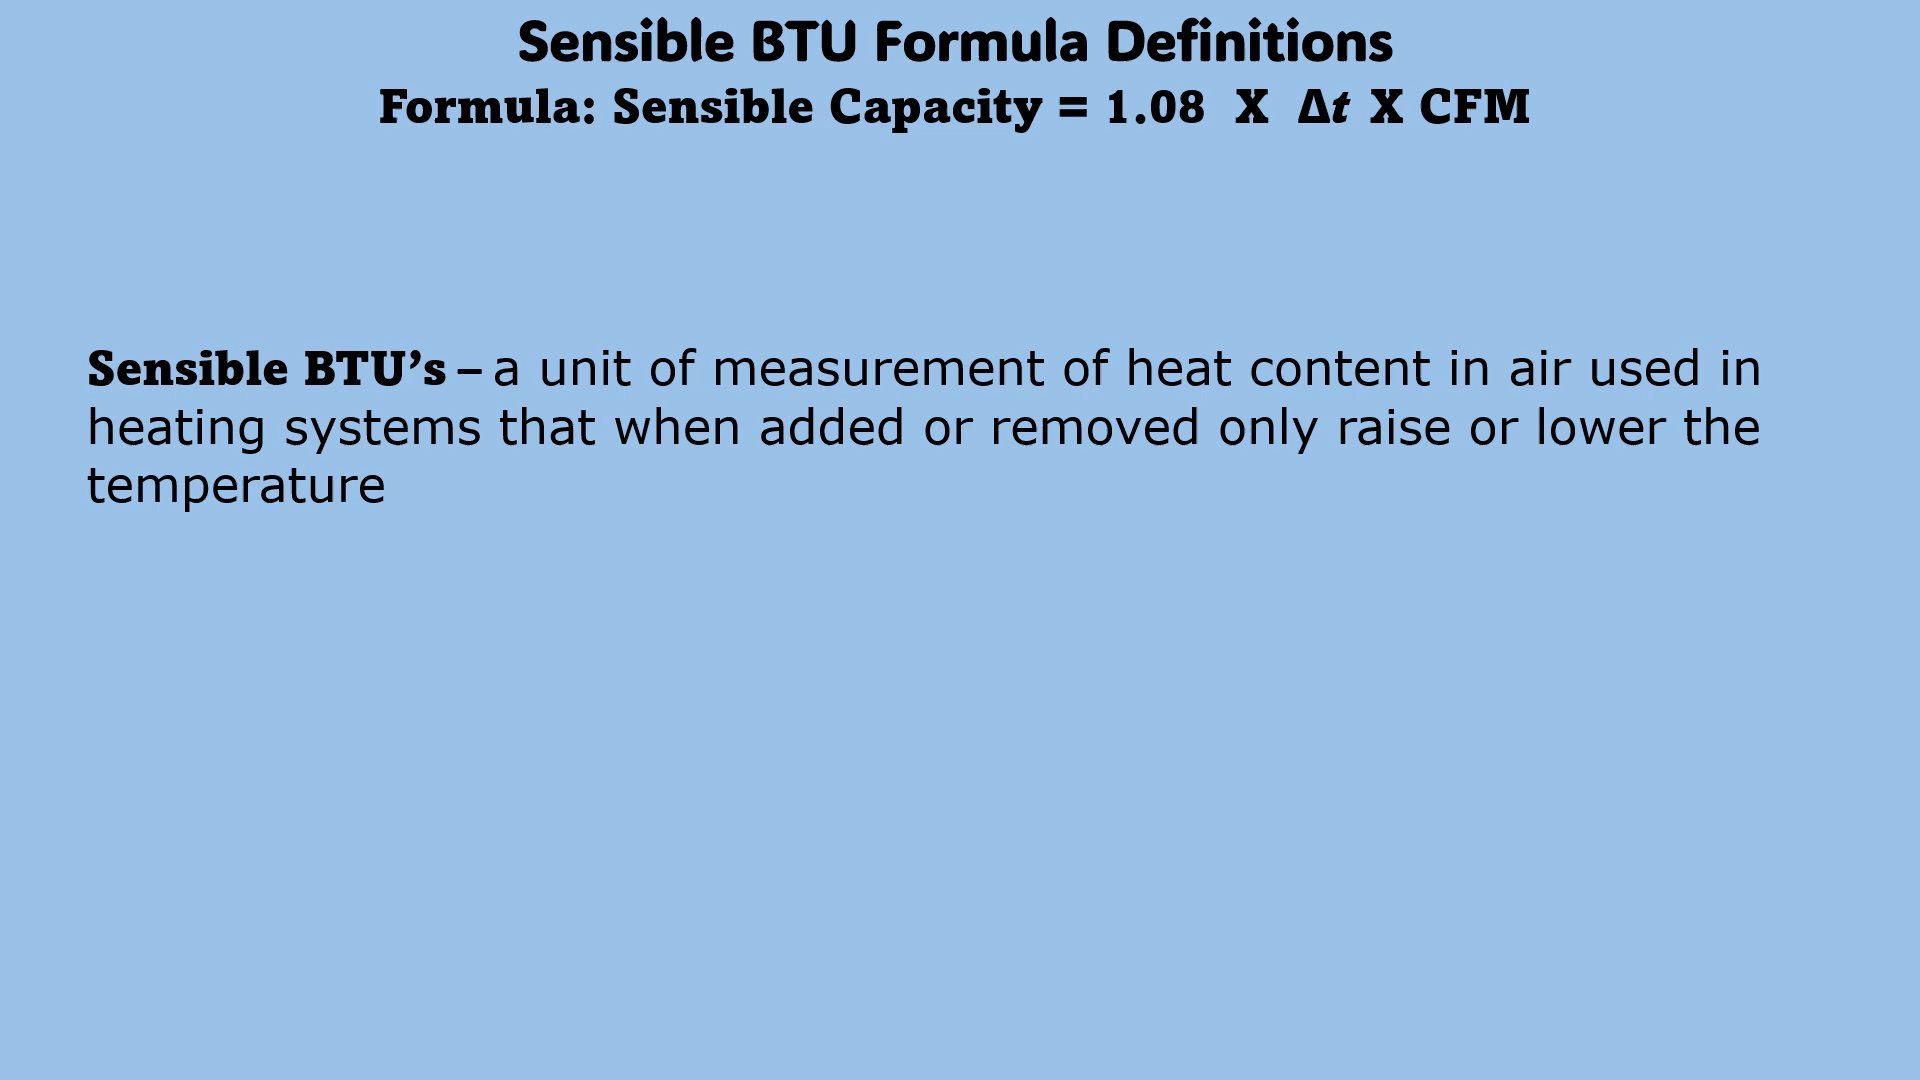 Sensible BTU Formula Definitions
Formula: Sensible Capacity = 1.08 X Δt X CFM
Sensible BTU’s – a unit of measurement of heat content in air used in
heating systems that when added or removed only raise or lower the
temperature